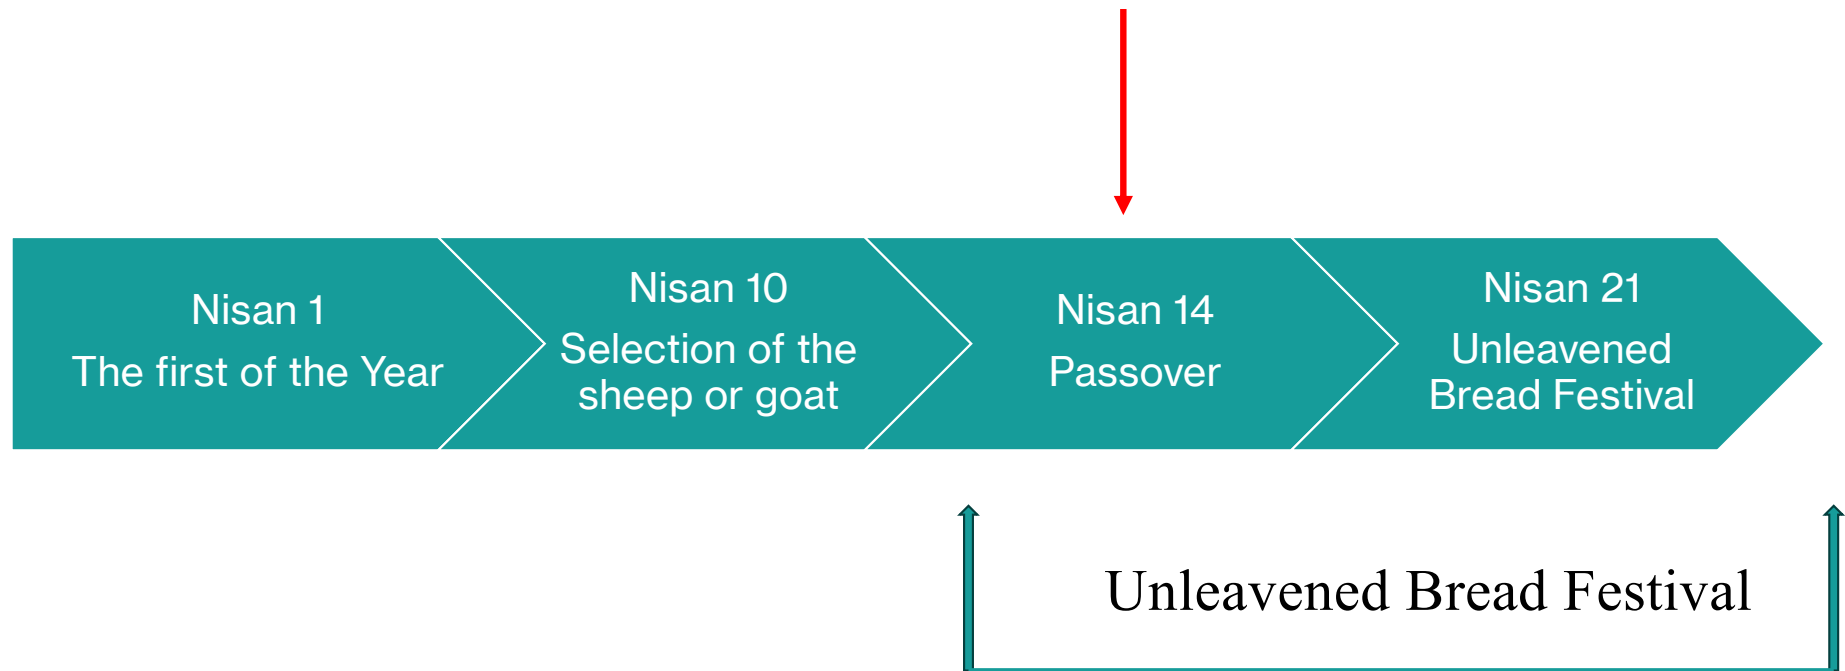 Nisan 1
The first of the Year
Nisan 10
Selection of the
sheep or goat
Nisan 14
Passover
Nisan 21
Unleavened
Bread Festival
Unleavened Bread Festival